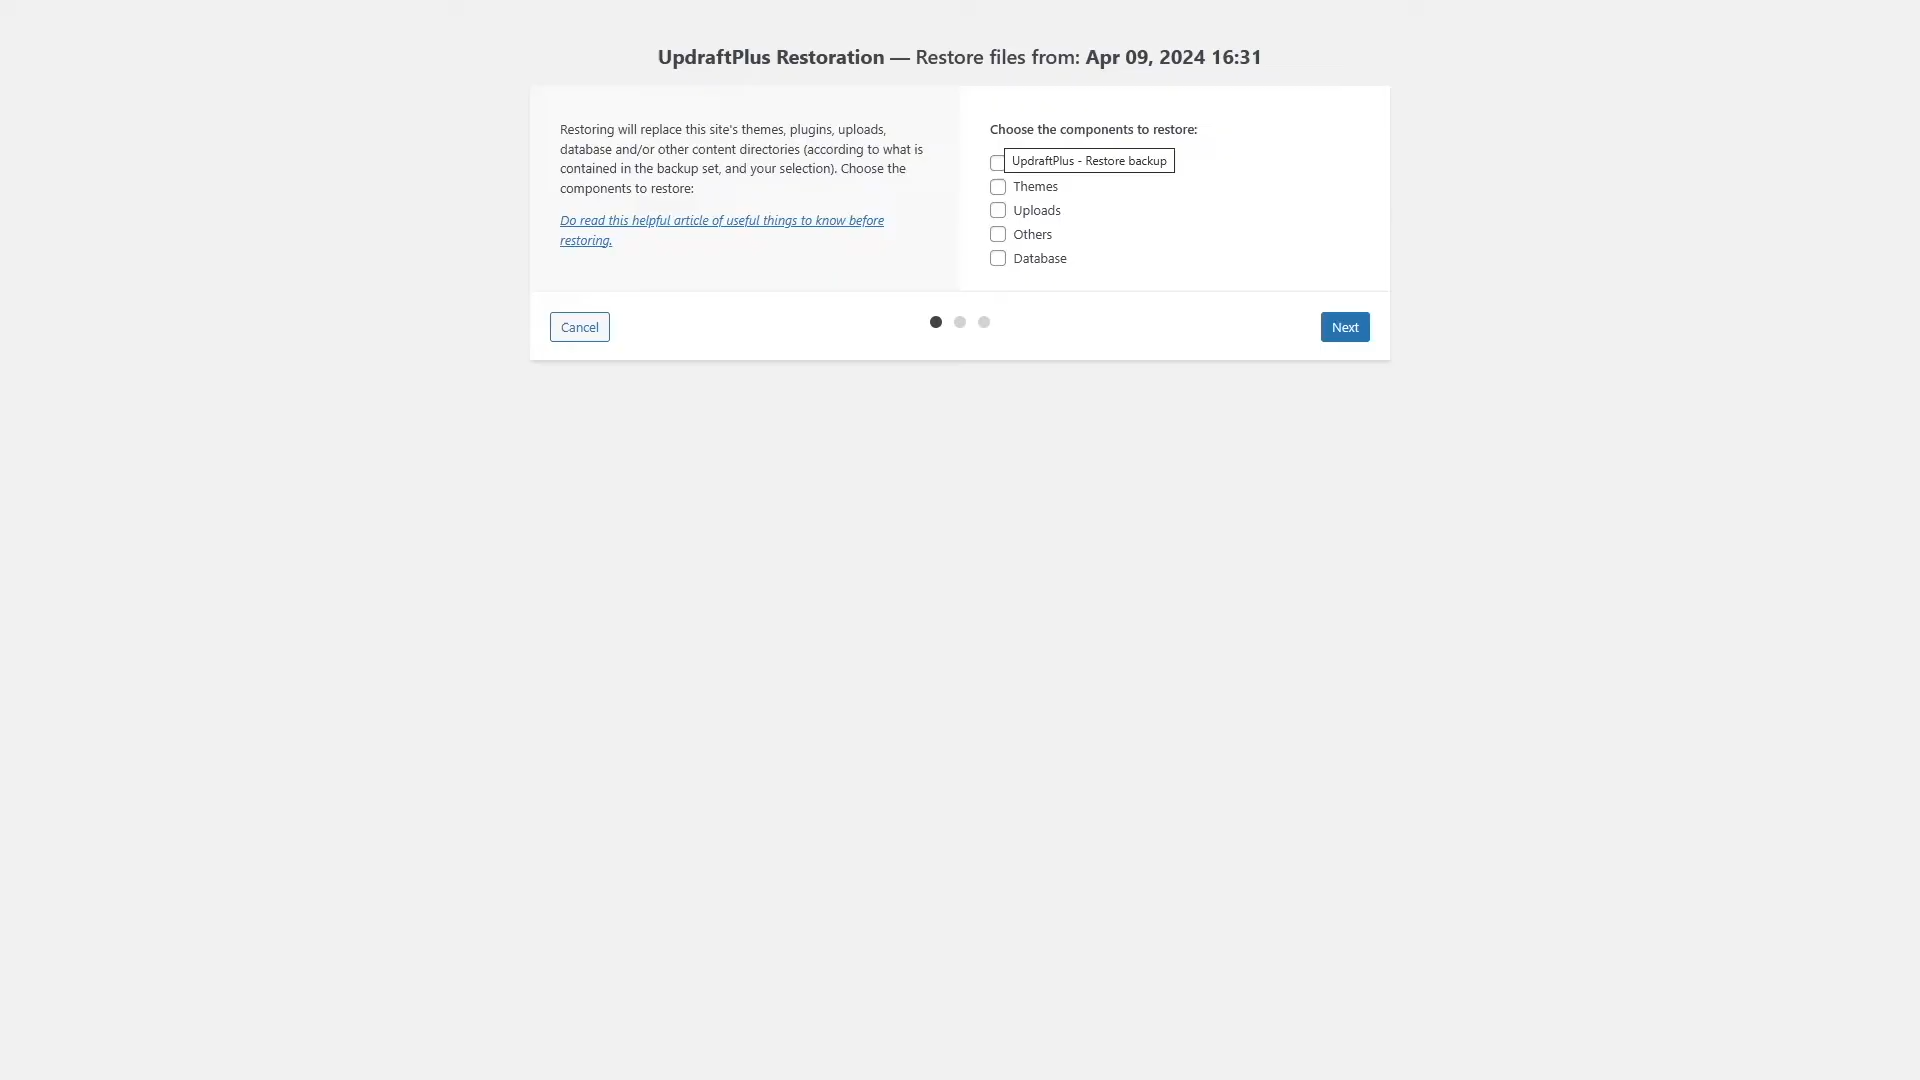 UpdraftPlus Restoration — Restore files from: Apr 09, 2024 16:31
Restoring will replace this site's themes, plugins, uploads,
database and/or other content directories (according to what is
contained in the backup set, and your selection). Choose the
components to restore:
Do read this helpful article of useful things to know before
restoring.
Choose the components to restore:
UpdraftPlus - Restore backup
Themes
Uploads
Others
Database
Cancel
Next